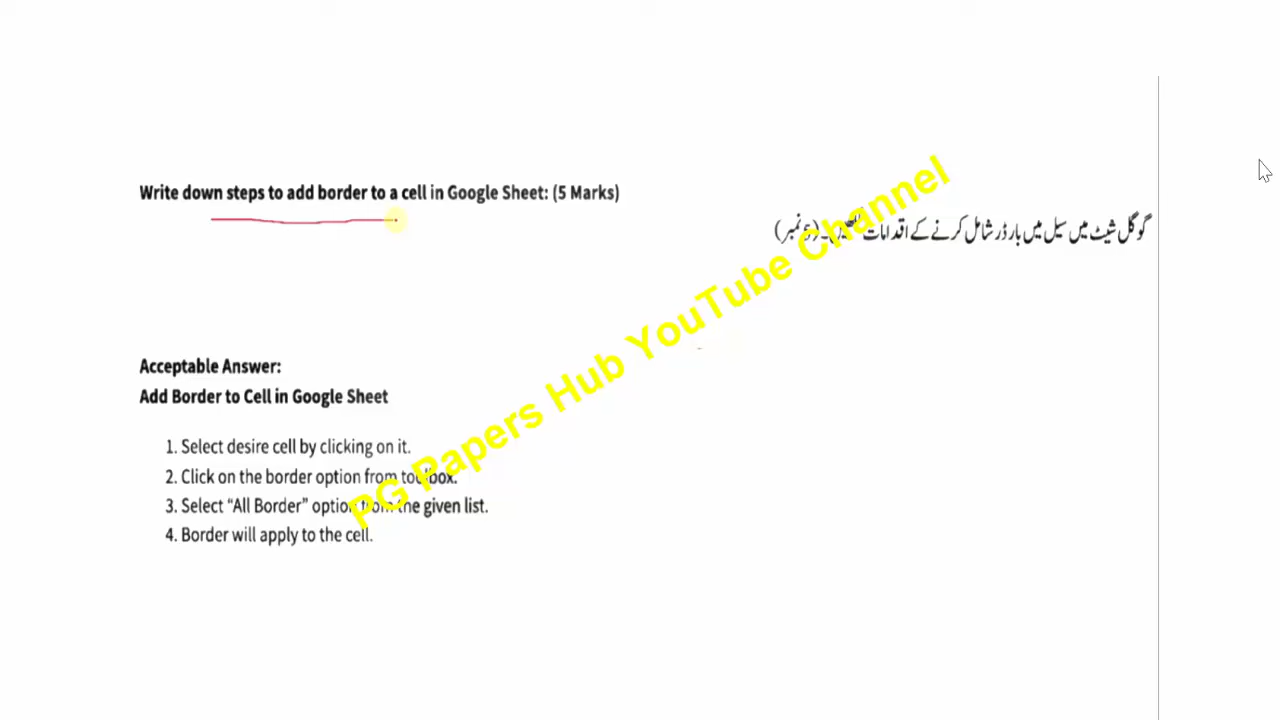 Write down steps to add border to a cell in Google Sheet: (5 Marks)
گوگل شیٹ میں سیل میں بارڈر شامل کرنے کے اقدامات لکھیں۔ (5 نمبر)
PG Papers Hub YouTube Channel
Acceptable Answer:
Add Border to Cell in Google Sheet
1. Select desire cell by clicking on it.
2. Click on the border option from toolbox.
3. Select “All Border” option from the given list.
4. Border will apply to the cell.